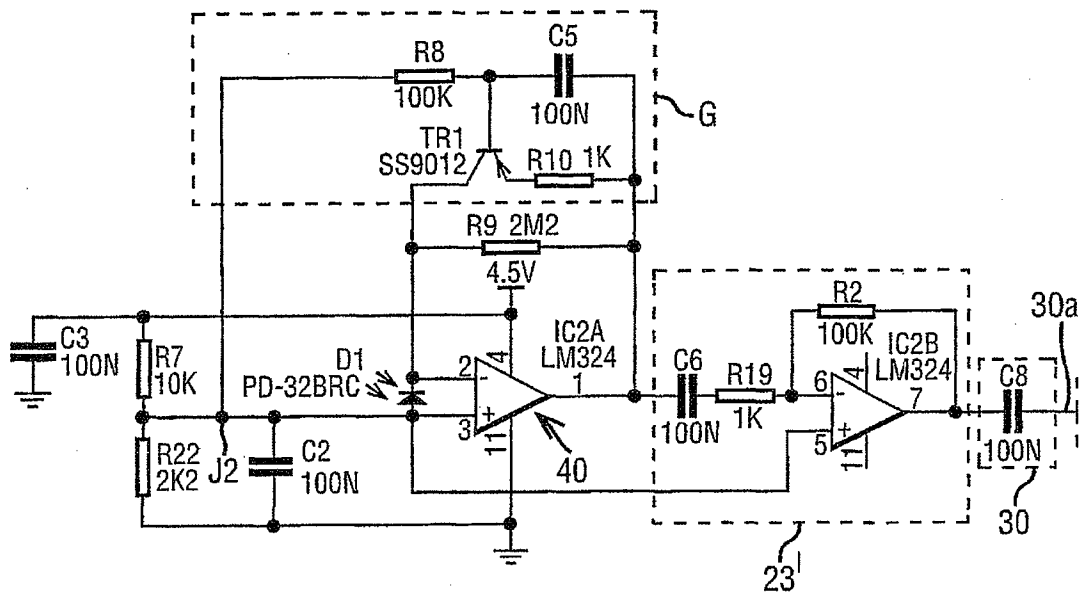 C5
R8
100K
100N
G
TR1
SS9012
R10 1K
R9 2M2
4.5V
R2
100K
30a
C3
100N
R7
10K
D1
PD-32BRC
IC2A
LM324
C6
R19
IC2B
LM324
C8
2
-
4
1
6
-
4
7
100N
1K
+
3
11
+
5
11
100N
R22
2K2
J2
C2
100N
40
30
23'